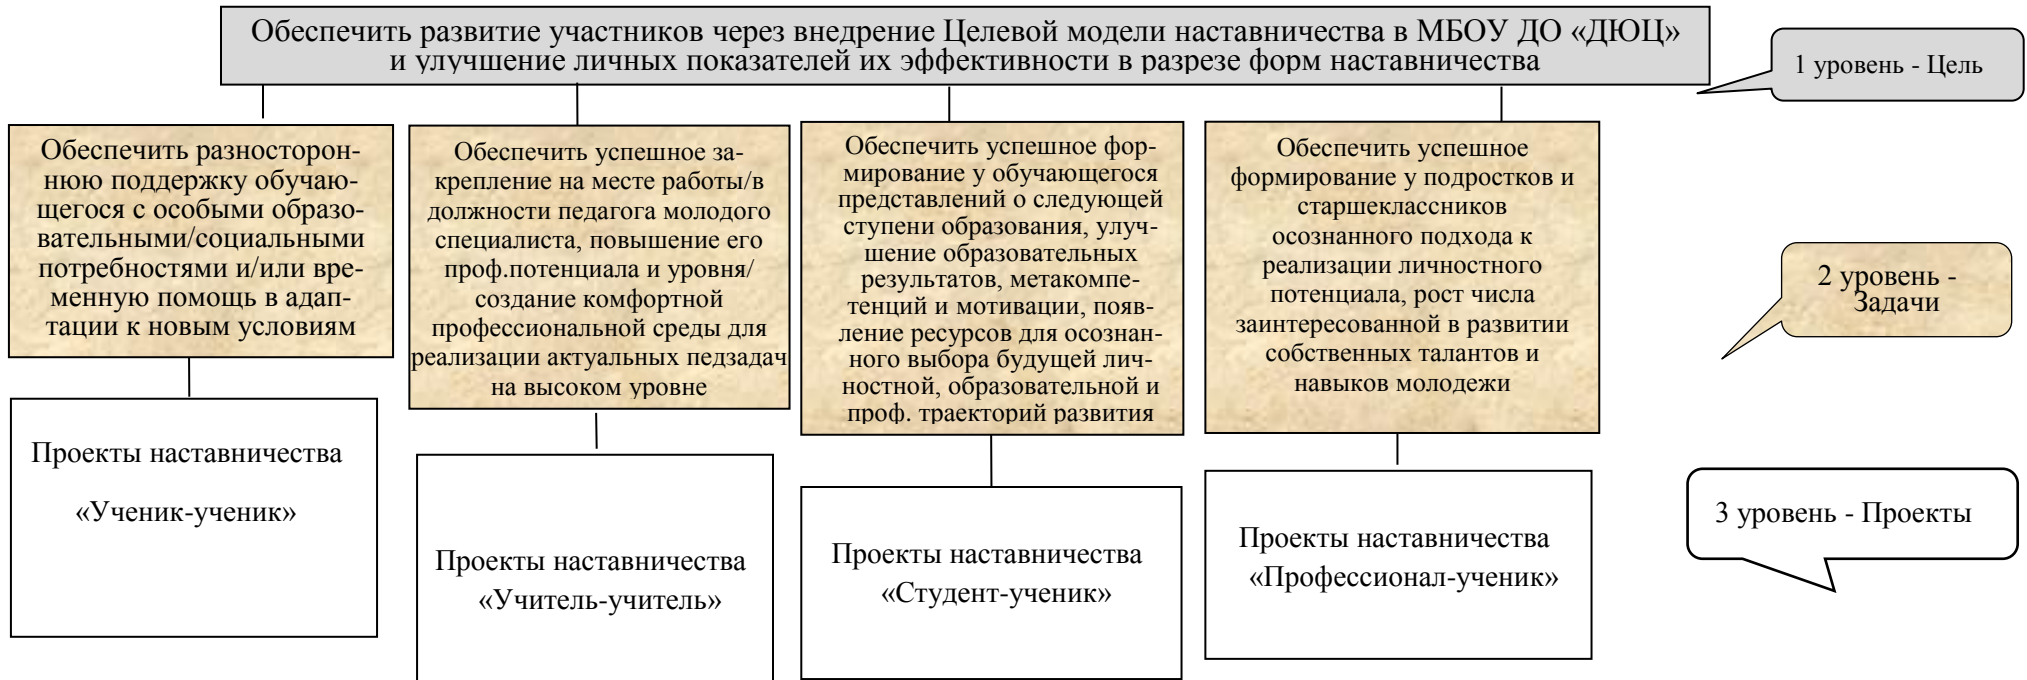 Обеспечить развитие участников через внедрение Целевой модели наставничества в МБОУ ДО «ДЮЦ»
и улучшение личных показателей их эффективности в разрезе форм наставничества
1 уровень - Цель
Обеспечить разносторон-
нюю поддержку обучаю-
щегося с особыми образо-
вательными/социальными
потребностями и/или вре-
менную помощь в адап-
тации к новым условиям
Обеспечить успешное за-
крепление на месте работы/в
должности педагога молодого
специалиста, повышение его
проф.потенциала и уровня/
создание комфортной
профессиональной среды для
реализации актуальных педзадач
на высоком уровне
Обеспечить успешное фор-
мирование у обучающегося
представлений о следующей
ступени образования, улуч-
шение образовательных
результатов, метакомпе-
тенций и мотивации, появ-
ление ресурсов для осознан-
ного выбора будущей лич-
ностной, образовательной и
проф. траекторий развития
Обеспечить успешное
формирование у подростков и
старшеклассников
осознанного подхода к
реализации личностного
потенциала, рост числа
заинтересованной в развитии
собственных талантов и
навыков молодежи
2 уровень -
Задачи
Проекты наставничества
«Ученик-ученик»
Проекты наставничества
«Учитель-учитель»
Проекты наставничества
«Студент-ученик»
Проекты наставничества
«Профессионал-ученик»
3 уровень - Проекты